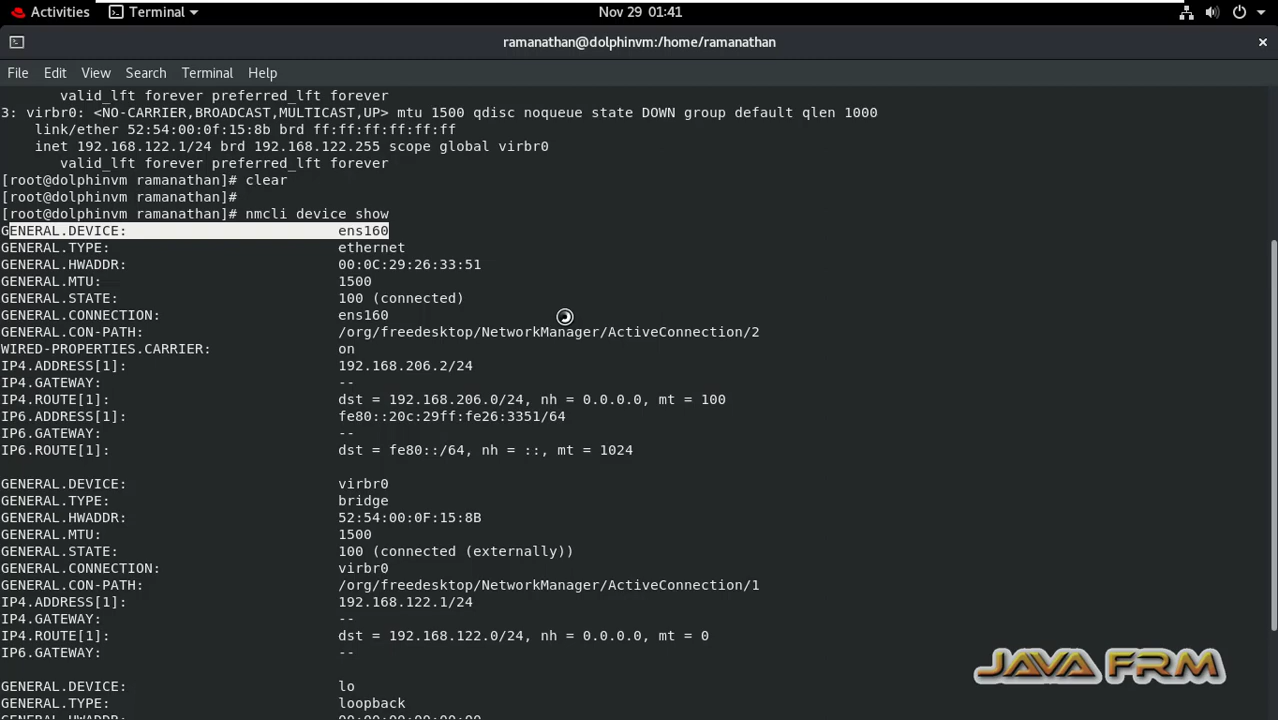 Activities Terminal Nov 29 01:41
ramanathan@dolphinvm:/home/ramanathan
File Edit View Search Terminal Help
valid_lft forever preferred_lft forever
3: virbr0: <NO-CARRIER,BROADCAST,MULTICAST,UP> mtu 1500 qdisc noqueue state DOWN group default qlen 1000
link/ether 52:54:00:0f:15:8b brd ff:ff:ff:ff:ff:ff
inet 192.168.122.1/24 brd 192.168.122.255 scope global virbr0
valid_lft forever preferred_lft forever
[root@dolphinvm ramanathan]# clear
[root@dolphinvm ramanathan]#
[root@dolphinvm ramanathan]# nmcli device show
GENERAL.DEVICE: ens160
GENERAL.TYPE: ethernet
GENERAL.HWADDR: 00:0C:29:26:33:51
GENERAL.MTU: 1500
GENERAL.STATE: 100 (connected)
GENERAL.CONNECTION: ens160
GENERAL.CON-PATH: /org/freedesktop/NetworkManager/ActiveConnection/2
WIRED-PROPERTIES.CARRIER: on
IP4.ADDRESS[1]: 192.168.206.2/24
IP4.GATEWAY: --
IP4.ROUTE[1]: dst = 192.168.206.0/24, nh = 0.0.0.0, mt = 100
IP6.ADDRESS[1]: fe80::20c:29ff:fe26:3351/64
IP6.GATEWAY: --
IP6.ROUTE[1]: dst = fe80::/64, nh = ::, mt = 1024
GENERAL.DEVICE: virbr0
GENERAL.TYPE: bridge
GENERAL.HWADDR: 52:54:00:0F:15:8B
GENERAL.MTU: 1500
GENERAL.STATE: 100 (connected (externally))
GENERAL.CONNECTION: virbr0
GENERAL.CON-PATH: /org/freedesktop/NetworkManager/ActiveConnection/1
IP4.ADDRESS[1]: 192.168.122.1/24
IP4.GATEWAY: --
IP4.ROUTE[1]: dst = 192.168.122.0/24, nh = 0.0.0.0, mt = 0
IP6.GATEWAY: --
JAVA FRM
GENERAL.DEVICE: lo
GENERAL.TYPE: loopback
GENERAL.HWADDR: 00:00:00:00:00:00